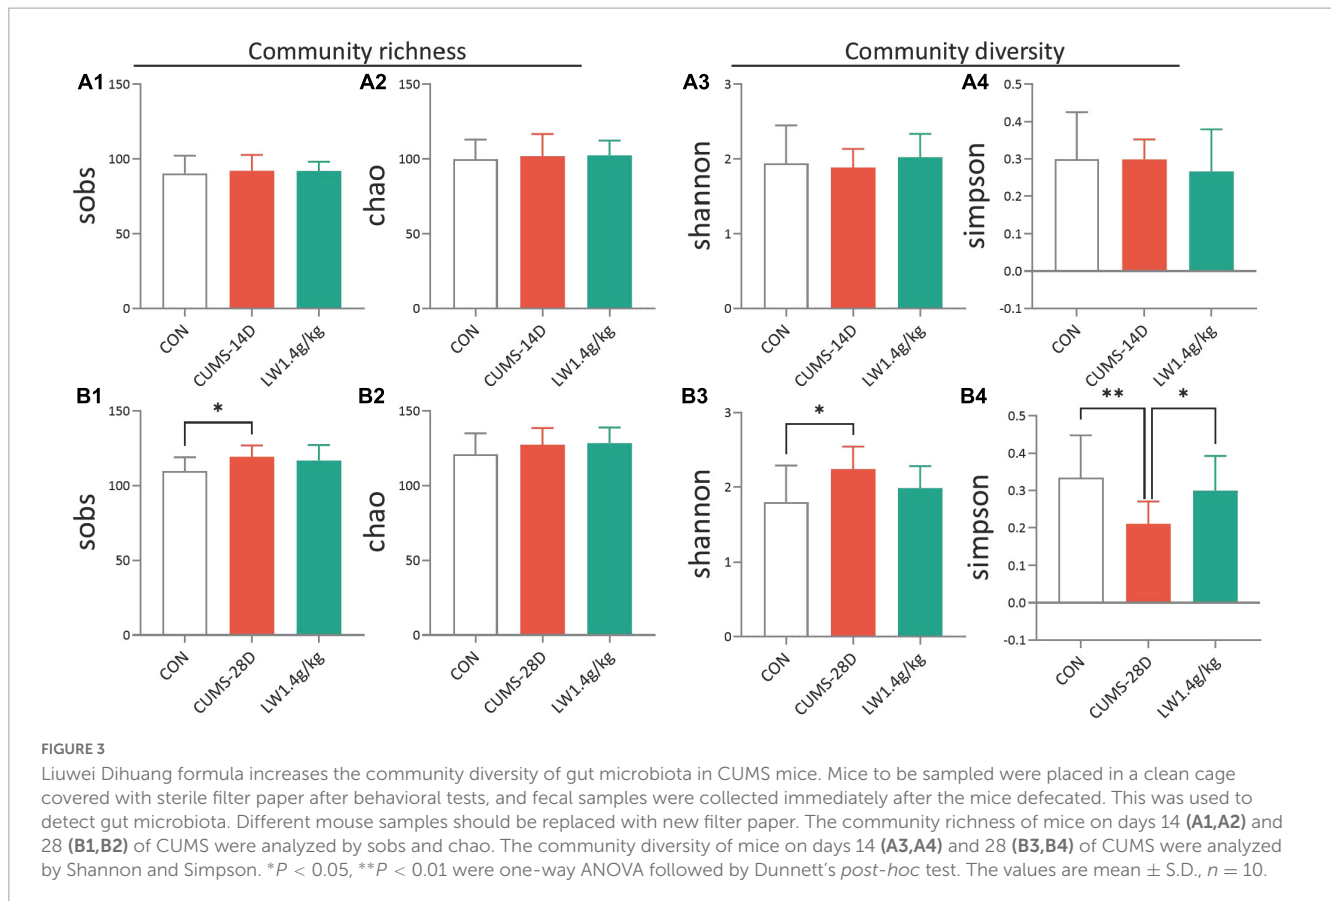 Community richness
Community diversity
A1
150
100
50
0
sobs
CON
CUMS-14D
LW1.4g/kg
A2
150
100
50
0
chao
CON
CUMS-14D
LW1.4g/kg
A3
3
2
1
0
shannon
CON
CUMS-14D
LW1.4g/kg
A4
0.5
0.4
0.3
0.2
0.1
0.0
-0.1
simpson
CON
CUMS-14D
LW1.4g/kg
B1
150
100
50
0
sobs
*
CON
CUMS-28D
LW1.4g/kg
B2
150
100
50
0
chao
CON
CUMS-28D
LW1.4g/kg
B3
3
2
1
0
shannon
*
CON
CUMS-28D
LW1.4g/kg
B4
0.5
0.4
0.3
0.2
0.1
0.0
-0.1
simpson
**
*
CON
CUMS-28D
LW1.4g/kg
FIGURE 3
Liuwei Dihuang formula increases the community diversity of gut microbiota in CUMS mice. Mice to be sampled were placed in a clean cage
covered with sterile filter paper after behavioral tests, and fecal samples were collected immediately after the mice defecated. This was used to
detect gut microbiota. Different mouse samples should be replaced with new filter paper. The community richness of mice on days 14 (A1,A2) and
28 (B1,B2) of CUMS were analyzed by sobs and chao. The community diversity of mice on days 14 (A3,A4) and 28 (B3,B4) of CUMS were analyzed
by Shannon and Simpson. *P < 0.05, **P < 0.01 were one-way ANOVA followed by Dunnett's post-hoc test. The values are mean ± S.D., n = 10.